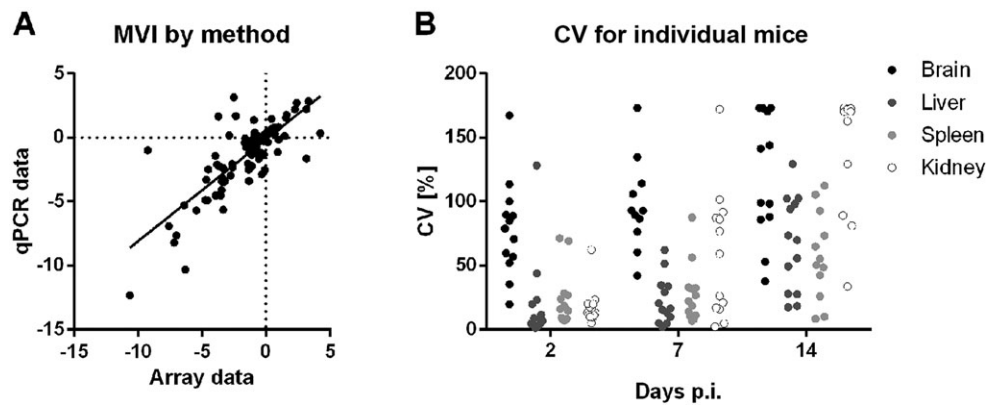 A
MVI by method
5
0
-5
-10
-15
qPCR data
-15
-10
-5
0
5
Array data
B
CV for individual mice
200
150
100
50
0
CV [%]
2
7
14
Days p.i.
Brain
Liver
Spleen
Kidney